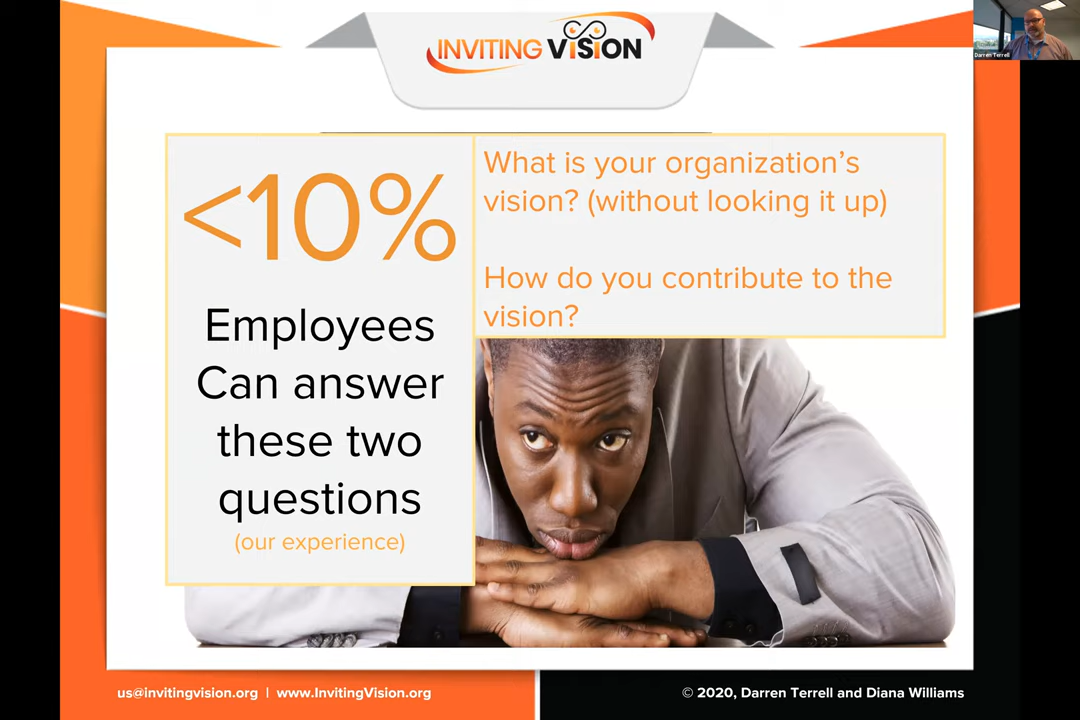 INVITING VISION
Darren Terrell
<10%
Employees
Can answer
these two
questions
(our experience)
What is your organization’s
vision? (without looking it up)
How do you contribute to the
vision?
us@invitingvision.org | www.InvitingVision.org
© 2020, Darren Terrell and Diana Williams